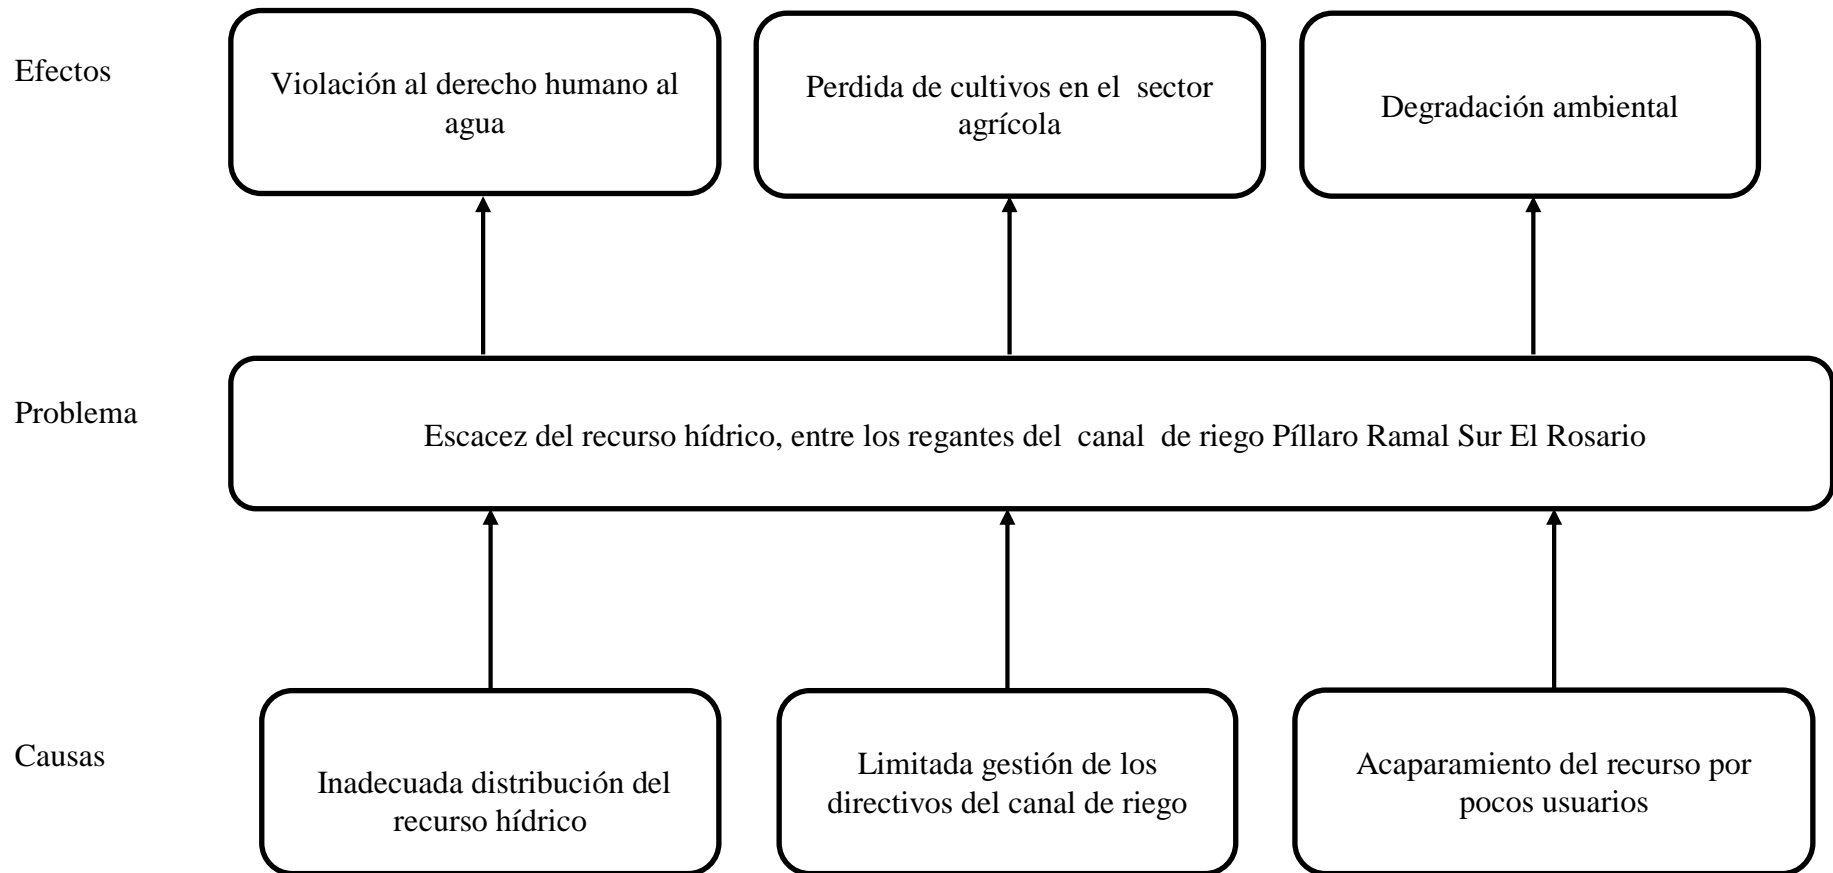 Efectos
Violación al derecho humano al
agua
Perdida de cultivos en el sector
agrícola
Degradación ambiental
Problema
Escacez del recurso hídrico, entre los regantes del canal de riego Píllaro Ramal Sur El Rosario
Causas
Inadecuada distribución del
recurso hídrico
Limitada gestión de los
directivos del canal de riego
Acaparamiento del recurso por
pocos usuarios